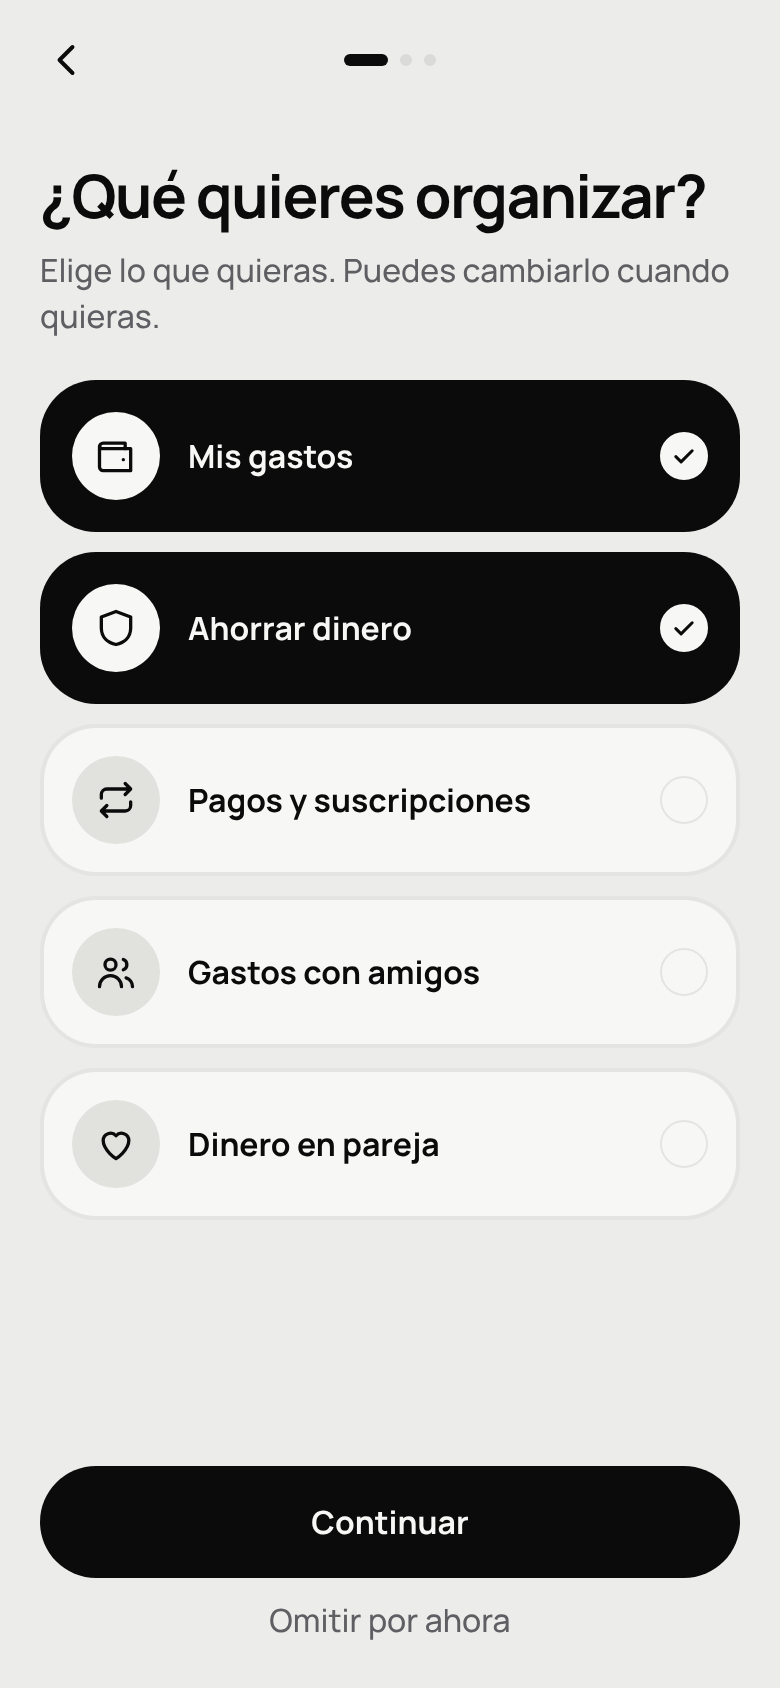 ¿Qué quieres organizar?
Elige lo que quieras. Puedes cambiarlo cuando
quieras.
Mis gastos
Ahorrar dinero
Pagos y suscripciones
Gastos con amigos
Dinero en pareja
Continuar
Omitir por ahora